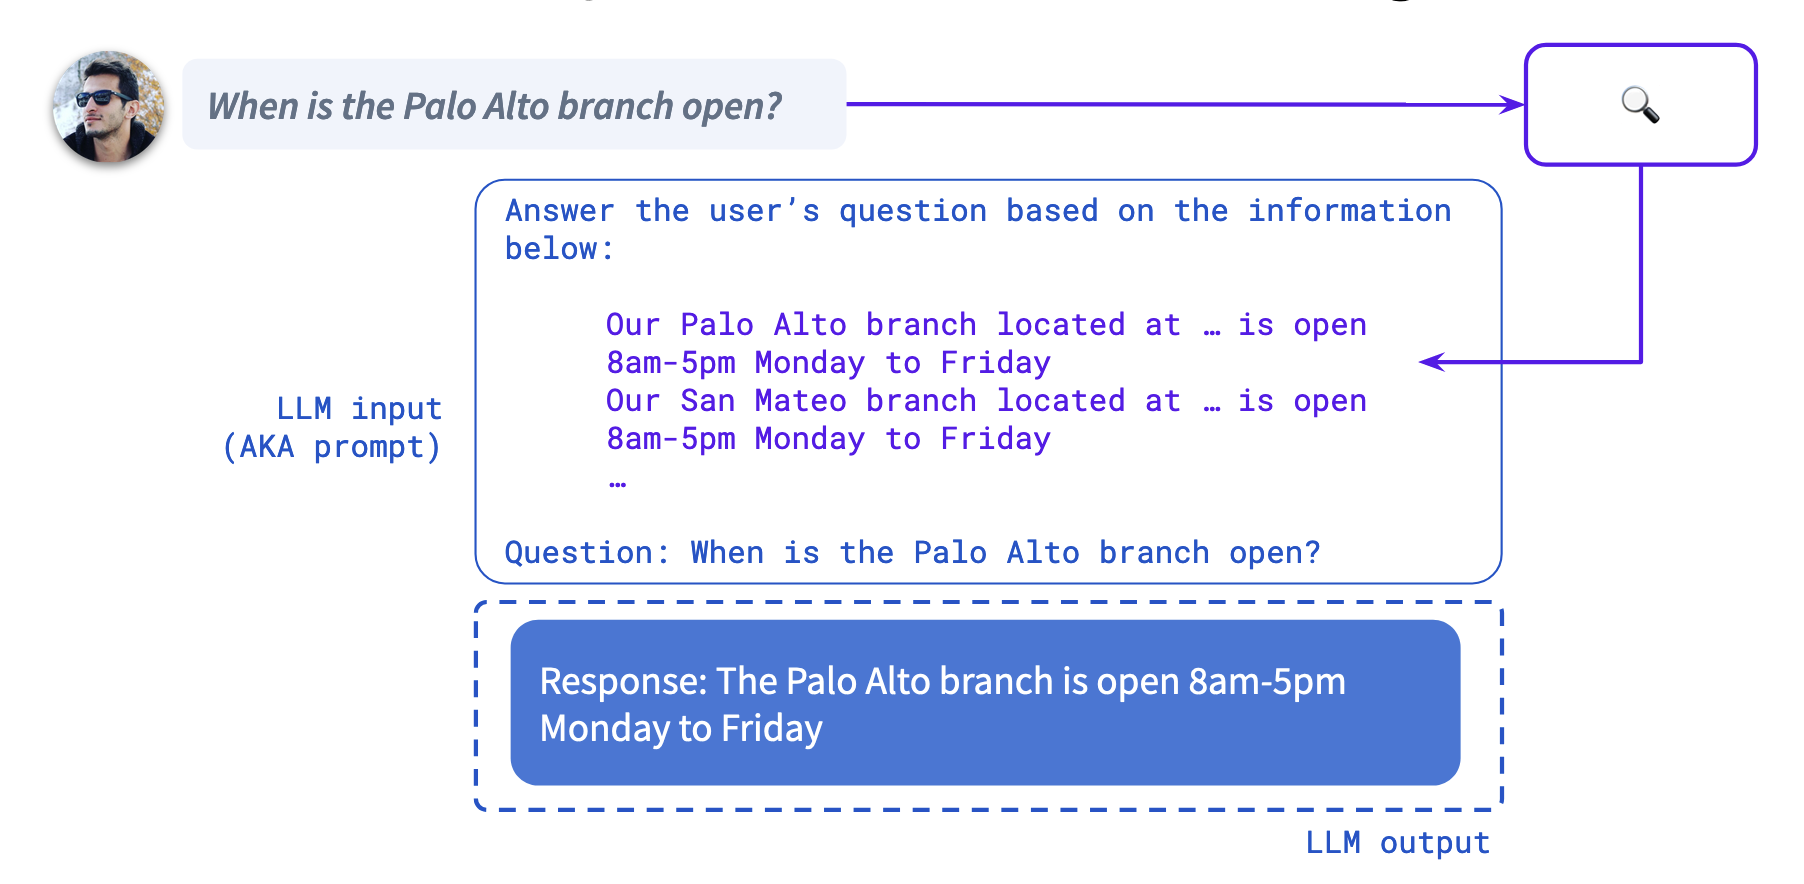 When is the Palo Alto branch open?
Answer the user’s question based on the information
below:
Our Palo Alto branch located at … is open
8am-5pm Monday to Friday
Our San Mateo branch located at … is open
8am-5pm Monday to Friday
…
LLM input
(AKA prompt)
Question: When is the Palo Alto branch open?
Response: The Palo Alto branch is open 8am-5pm
Monday to Friday
LLM output